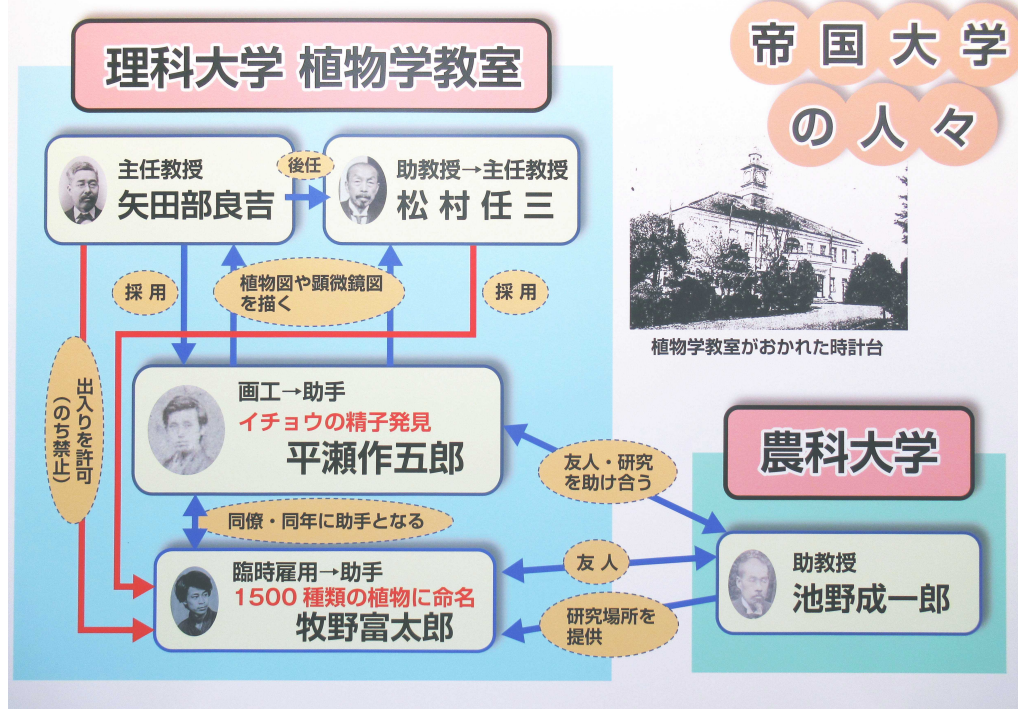 帝国大学
の人々
理科大学 植物学教室
主任教授
矢田部良吉
後任
助教授→主任教授
松村任三
採用
植物図や顕微鏡図
を描く
採用
植物学教室がおかれた時計台
出入りを許可
(のち禁止)
画工→助手
イチョウの精子発見
平瀬作五郎
友人・研究
を助け合う
農科大学
同僚・同年に助手となる
臨時雇用→助手
1500種類の植物に命名
牧野富太郎
友人
研究場所を
提供
助教授
池野成一郎